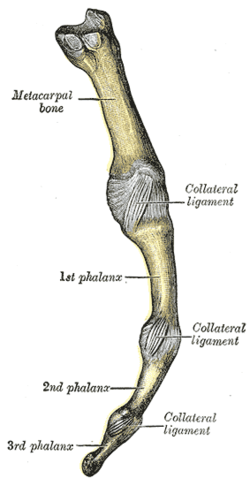 Metacarpal
bone
Collateral
ligament
1st phalanx
Collateral
ligament
2nd phalanx
Collateral
ligament
3rd phalanx